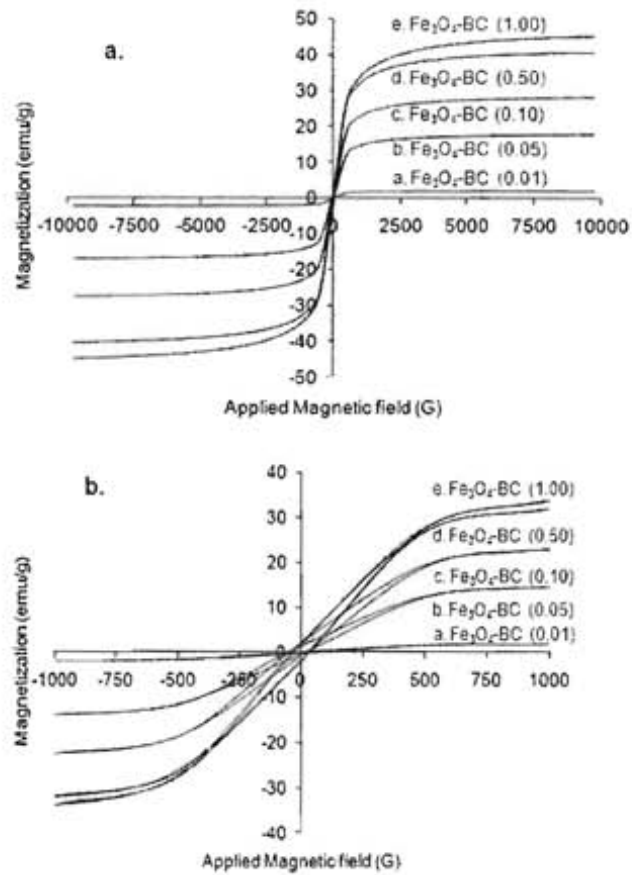 a.
Magnetization (emu/g)
50
40
30
20
10
0
-10
-20
-30
-40
-50
-10000 -7500 -5000 -2500 0 2500 5000 7500 10000
e. Fe₃O₄-BC (1.00)
d. Fe₃O₄-BC (0.50)
c. Fe₃O₄-BC (0.10)
b. Fe₃O₄-BC (0.05)
a. Fe₃O₄-BC (0.01)
Applied Magnetic field (G)
b.
Magnetization (emu/g)
40
30
20
10
0
-10
-20
-30
-40
-1000 -750 -500 -250 0 250 500 750 1000
e. Fe₃O₄-BC (1.00)
d. Fe₃O₄-BC (0.50)
c. Fe₃O₄-BC (0.10)
b. Fe₃O₄-BC (0.05)
a. Fe₃O₄-BC (0.01)
Applied Magnetic field (G)